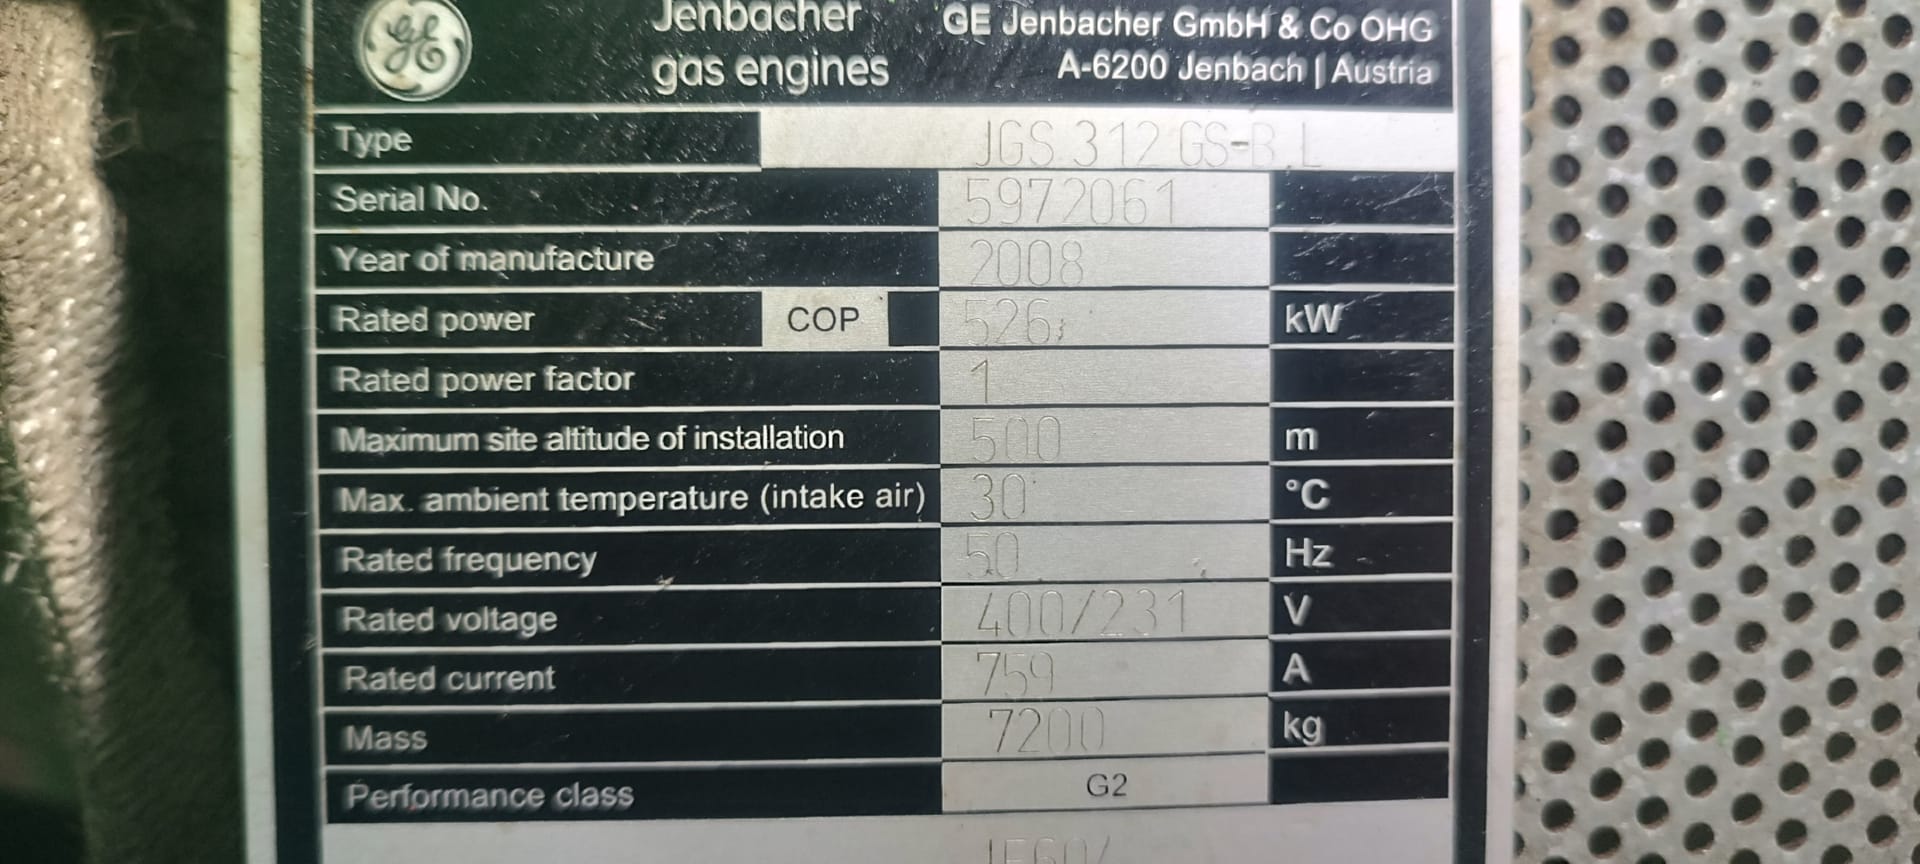 GE
Jenbacher
gas engines
GE Jenbacher GmbH & Co OHG
A-6200 Jenbach | Austria
Type JGS 312 GS-B.L
Serial No. 5972061
Year of manufacture 2008
Rated power COP 526 kW
Rated power factor 1
Maximum site altitude of installation 500 m
Max. ambient temperature (intake air) 30 °C
Rated frequency 50 Hz
Rated voltage 400/231 V
Rated current 759 A
Mass 7200 kg
Performance class G2